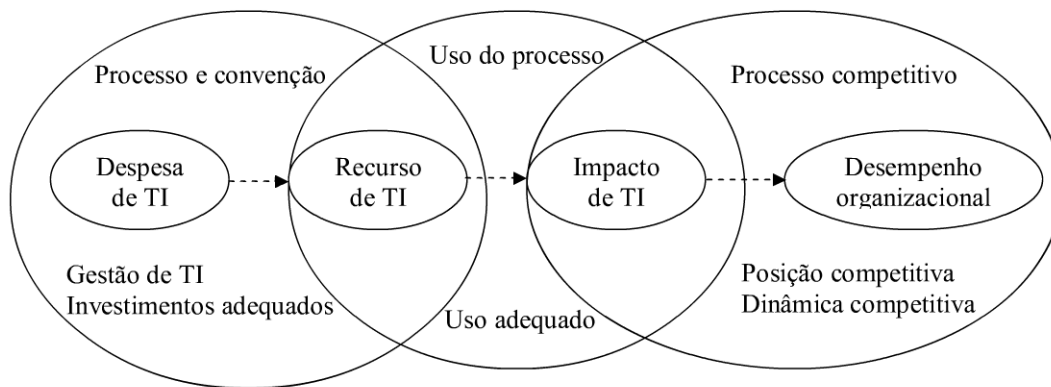 Processo e convenção
Uso do processo
Processo competitivo
Despesa
de TI
Recurso
de TI
Impacto
de TI
Desempenho
organizacional
Gestão de TI
Investimentos adequados
Uso adequado
Posição competitiva
Dinâmica competitiva